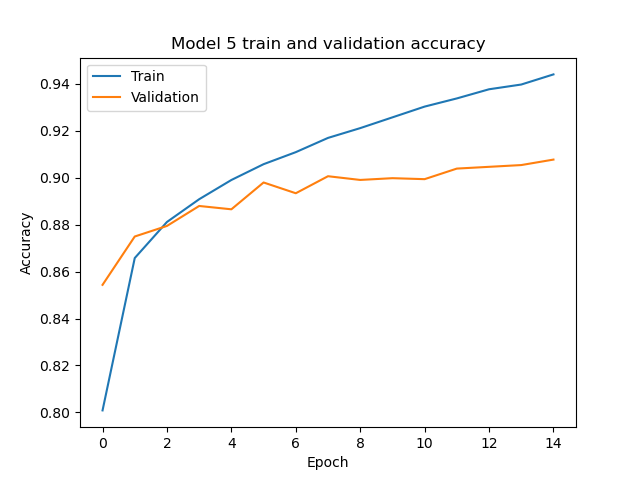 Model 5 train and validation accuracy
Train
Validation
0.94
0.92
0.90
0.88
0.86
0.84
0.82
0.80
Accuracy
0 2 4 6 8 10 12 14
Epoch